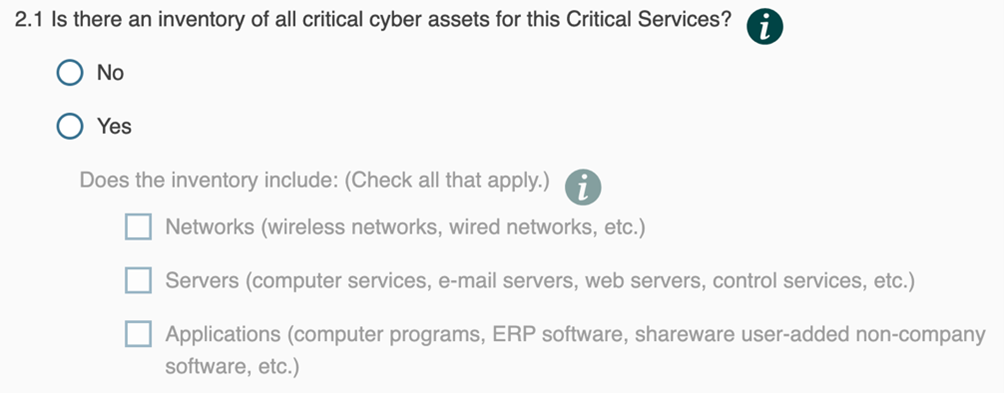 2.1 Is there an inventory of all critical cyber assets for this Critical Services? i
No
Yes
Does the inventory include: (Check all that apply.) i
Networks (wireless networks, wired networks, etc.)
Servers (computer services, e-mail servers, web servers, control services, etc.)
Applications (computer programs, ERP software, shareware user-added non-company
software, etc.)